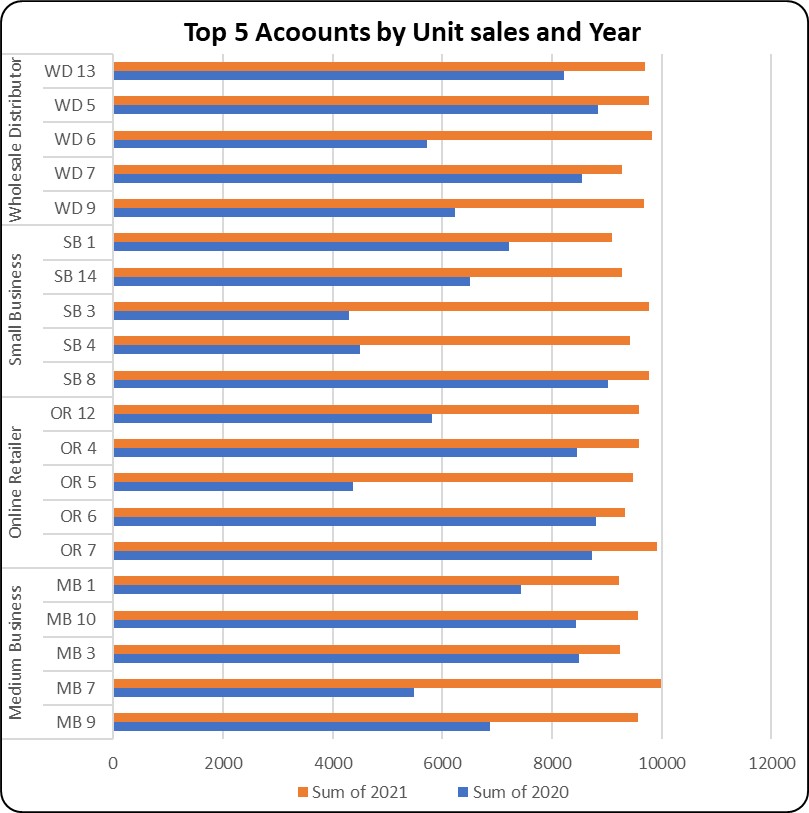 Top 5 Acoounts by Unit sales and Year
Wholesale Distributor
WD 13
WD 5
WD 6
WD 7
WD 9
Small Business
SB 1
SB 14
SB 3
SB 4
SB 8
Online Retailer
OR 12
OR 4
OR 5
OR 6
OR 7
Medium Business
MB 1
MB 10
MB 3
MB 7
MB 9
0 2000 4000 6000 8000 10000 12000
Sum of 2021 Sum of 2020